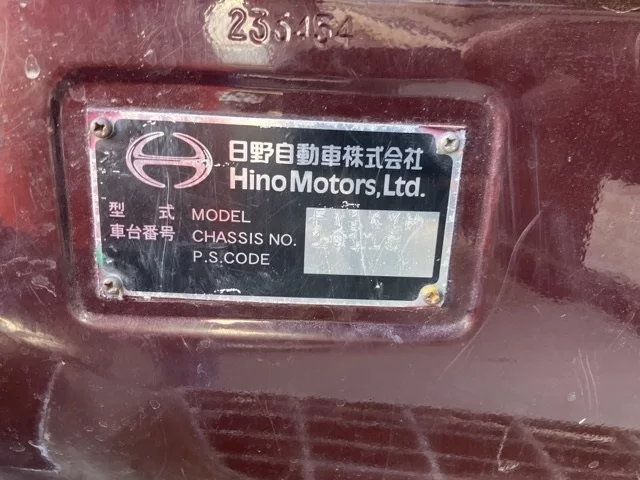 日野自動車株式会社
Hino Motors, Ltd.
型 式 MODEL
車台番号 CHASSIS NO.
P.S.CODE